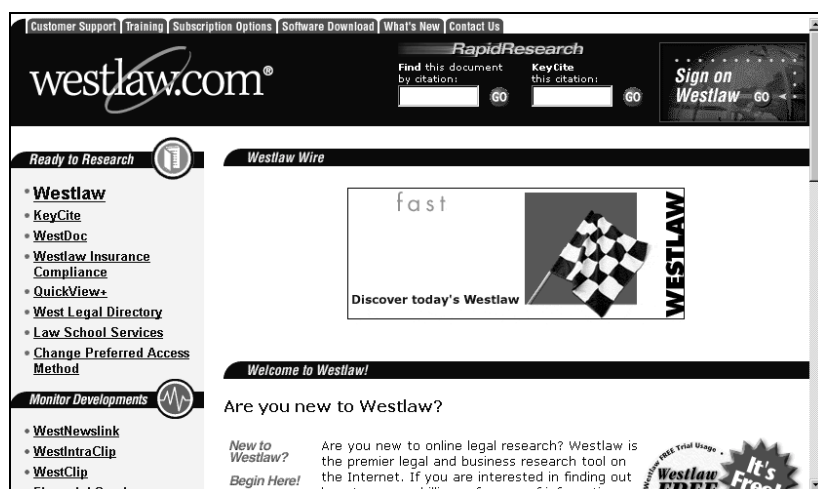 Customer Support Training Subscription Options Software Download What's New Contact Us
westlaw.com®
RapidResearch
Find this document
by citation:
GO
KeyCite
this citation:
GO
Sign on
Westlaw GO
Ready to Research
Westlaw
KeyCite
WestDoc
Westlaw Insurance
Compliance
QuickView+
West Legal Directory
Law School Services
Change Preferred Access
Method
Monitor Developments
WestNewslink
WestIntraClip
WestClip
Westlaw Wire
fast
Discover today's Westlaw
WESTLAW
Welcome to Westlaw!
Are you new to Westlaw?
New to
Westlaw?
Begin Here!
Are you new to online legal research? Westlaw is
the premier legal and business research tool on
the Internet. If you are interested in finding out
FREE Trial Usage
Westlaw
FREE
It's
Free!